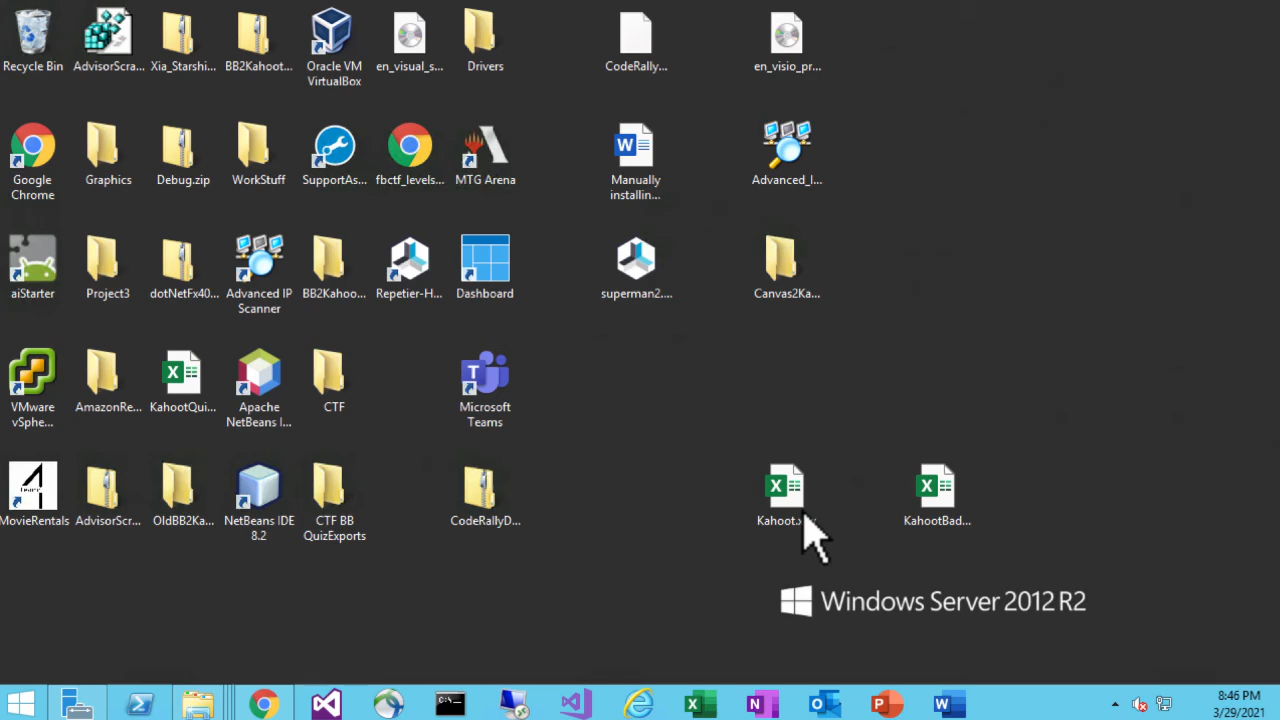 Recycle Bin
AdvisorScra...
Xia_Starshi...
BB2Kahoot...
Oracle VM
VirtualBox
en_visual_s...
Drivers
CodeRally...
en_visio_pr...
Google
Chrome
Graphics
Debug.zip
WorkStuff
SupportAs...
fbctf_levels...
MTG Arena
Manually
installin...
Advanced_I...
aiStarter
Project3
dotNetFx40...
Advanced IP
Scanner
BB2Kahoo...
Repetier-H...
Dashboard
superman2....
Canvas2Ka...
VMware
vSphe...
AmazonRe...
KahootQui...
Apache
NetBeans I...
CTF
Microsoft
Teams
MovieRentals
AdvisorScr...
OldBB2Ka...
NetBeans IDE
8.2
CTF BB
QuizExports
CodeRallyD...
KahootBad...
Windows Server 2012 R2
8:46 PM
3/29/2021